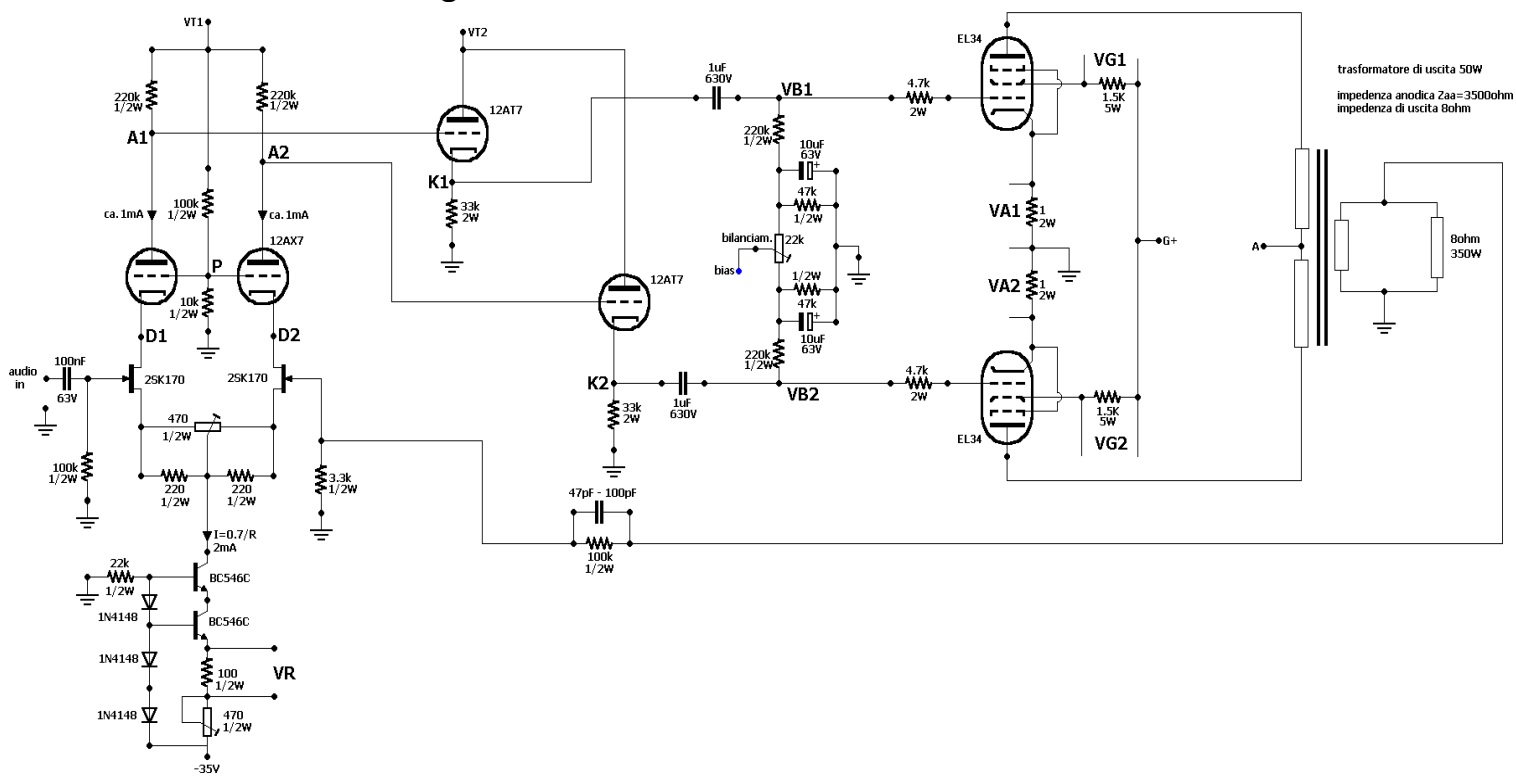 VT1
VT2
EL34
VG1
1.5K
5W
trasformatore di uscita 50W
impedenza anodica Zaa=3500ohm
impedenza di uscita 8ohm
220k
1/2W
220k
1/2W
12AT7
1uF
630V
VB1
4.7k
2W
A1
A2
220k
1/2W
10uF
63V
+
K1
33k
2W
47k
1/2W
ca. 1mA
100k
1/2W
ca. 1mA
VA1
1
2W
12AX7
bilanciam.
22k
bias
G+
A
8ohm
350W
P
12AT7
10k
1/2W
1/2W
47k
VA2
1
2W
D1
D2
+
10uF
63V
audio
in
100nF
63V
2SK170
2SK170
220k
1/2W
K2
1uF
630V
VB2
4.7k
2W
33k
2W
1.5K
5W
EL34
VG2
470
1/2W
100k
1/2W
220
1/2W
220
1/2W
3.3k
1/2W
47pF - 100pF
100k
1/2W
I=0.7/R
2mA
22k
1/2W
BC546C
1N4148
BC546C
1N4148
100
1/2W
VR
1N4148
470
1/2W
-35V